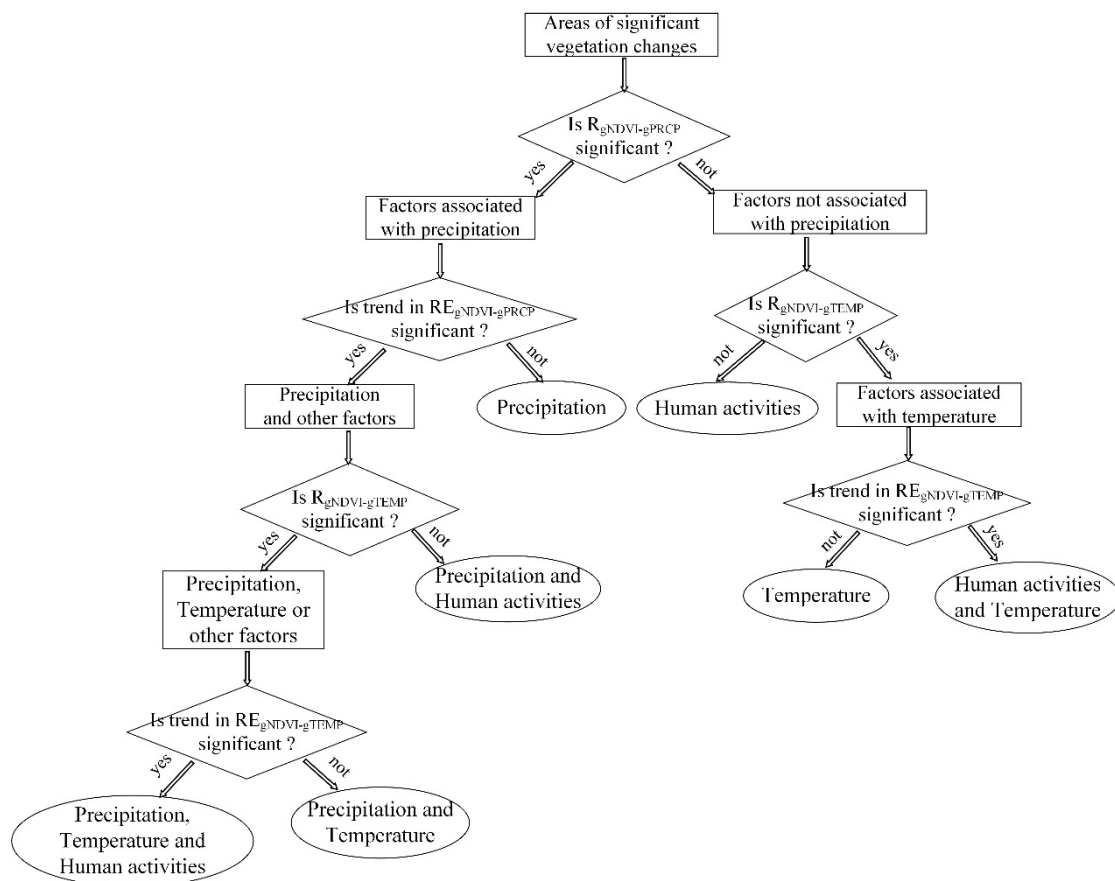 Areas of significant
vegetation changes
Is RgNDVI-gPRCP
significant ?
yes
not
Factors associated
with precipitation
Factors not associated
with precipitation
Is trend in REgNDVI-gPRCP
significant ?
Is RgNDVI-gTEMP
significant ?
yes
not
not
yes
Precipitation
and other factors
Precipitation
Human activities
Factors associated
with temperature
Is RgNDVI-gTEMP
significant ?
Is trend in REgNDVI-gTEMP
significant ?
yes
not
not
yes
Precipitation,
Temperature or
other factors
Precipitation and
Human activities
Temperature
Human activities
and Temperature
Is trend in REgNDVI-gTEMP
significant ?
yes
not
Precipitation,
Temperature and
Human activities
Precipitation and
Temperature